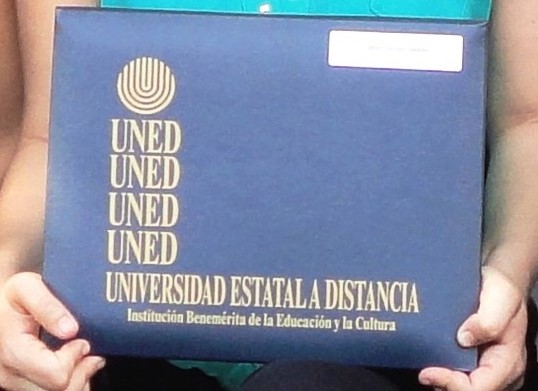 UNED
UNED
UNED
UNED
UNIVERSIDAD ESTATAL A DISTANCIA
Institución Benemérita de la Educación y la Cultura